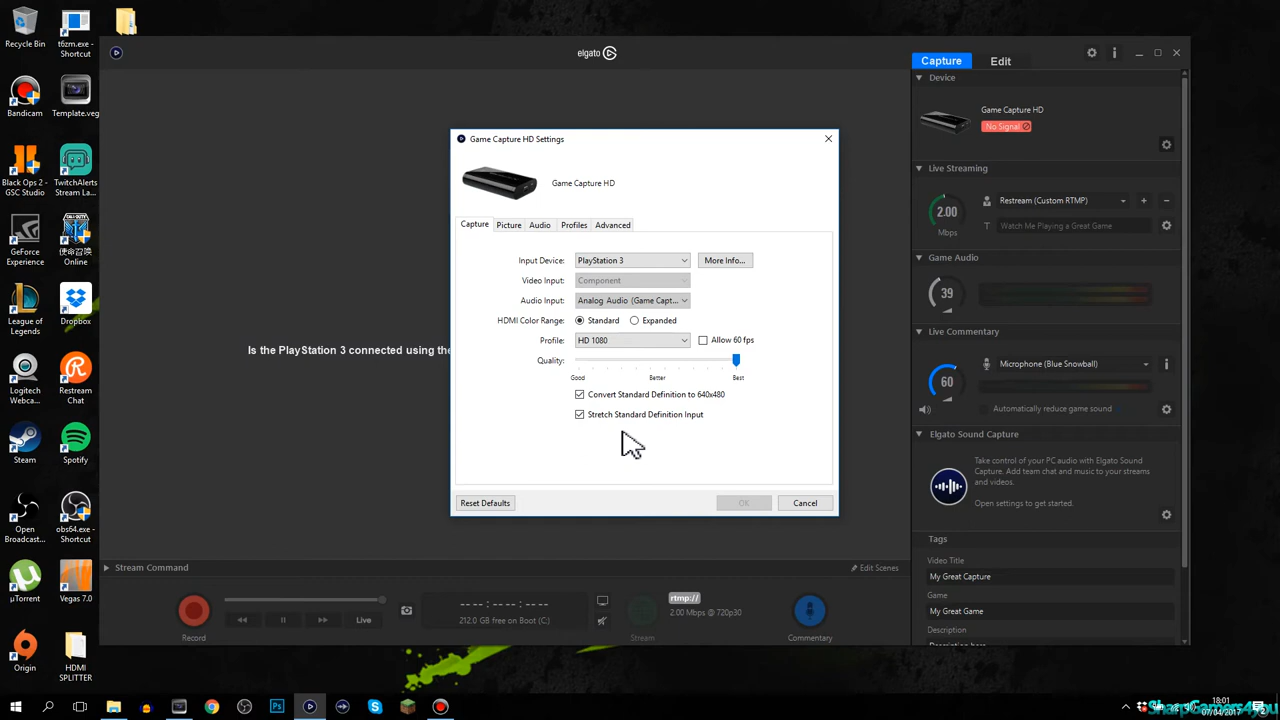 Recycle Bin
t6zm.exe - Shortcut
Bandicam
Template.veg
Black Ops 2 - GSC Studio
TwitchAlerts Stream La...
GeForce Experience
使命召唤 Online
League of Legends
Dropbox
Logitech Webca...
Restream Chat
Steam
Spotify
Open Broadcast...
obs64.exe - Shortcut
µTorrent
Vegas 7.0
Origin
HDMI SPLITTER
elgato
Is the PlayStation 3 connected using the
Game Capture HD Settings
Game Capture HD
Capture Picture Audio Profiles Advanced
Input Device: PlayStation 3 More Info...
Video Input: Component
Audio Input: Analog Audio (Game Capt...
HDMI Color Range: Standard Expanded
Profile: HD 1080 Allow 60 fps
Quality:
Good Better Best
Convert Standard Definition to 640x480
Stretch Standard Definition Input
Reset Defaults OK Cancel
Capture Edit
Device
Game Capture HD
No Signal
Live Streaming
2.00
Mbps
Restream (Custom RTMP)
T Watch Me Playing a Great Game
Game Audio
39
Live Commentary
60
Microphone (Blue Snowball)
Automatically reduce game sound
Elgato Sound Capture
Take control of your PC audio with Elgato Sound
Capture. Add team chat and music to your streams
and videos.
Open settings to get started.
Tags
Video Title
My Great Capture
Game
My Great Game
Description
Description here
Stream Command
Edit Scenes
Record
Live
-- -- : -- -- : -- --
212.0 GB free on Boot (C:)
Stream
rtmp://
2.00 Mbps @ 720p30
Commentary
18:01
07/04/2017
SharpGamers4you